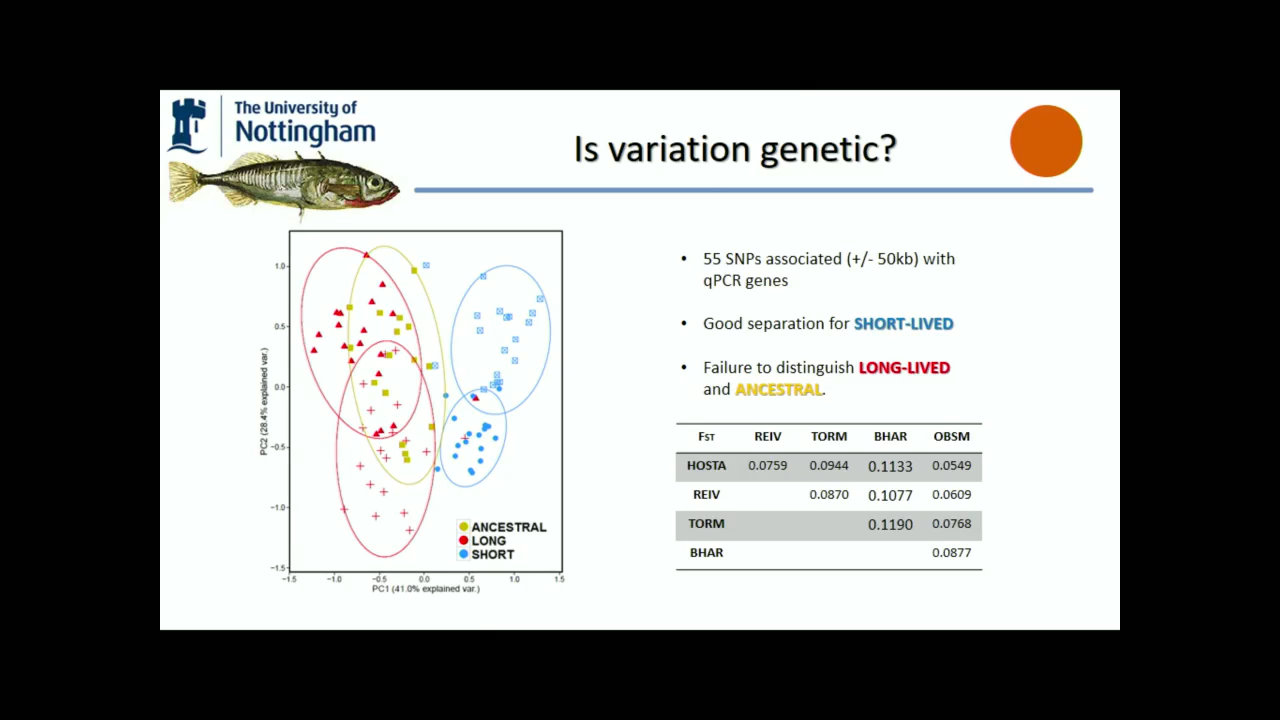 The University of
Nottingham
Is variation genetic?
• 55 SNPs associated (+/- 50kb) with
qPCR genes
• Good separation for SHORT-LIVED
• Failure to distinguish LONG-LIVED
and ANCESTRAL.
PC2 (28.4% explained var.)
1.0
0.5
0.0
−0.5
−1.0
−1.5
ANCESTRAL
LONG
SHORT
−1.5 −1.0 −0.5 0.0 0.5 1.0 1.5
PC1 (41.0% explained var.)
FST REIV TORM BHAR OBSM
HOSTA 0.0759 0.0944 0.1133 0.0549
REIV 0.0870 0.1077 0.0609
TORM 0.1190 0.0768
BHAR 0.0877